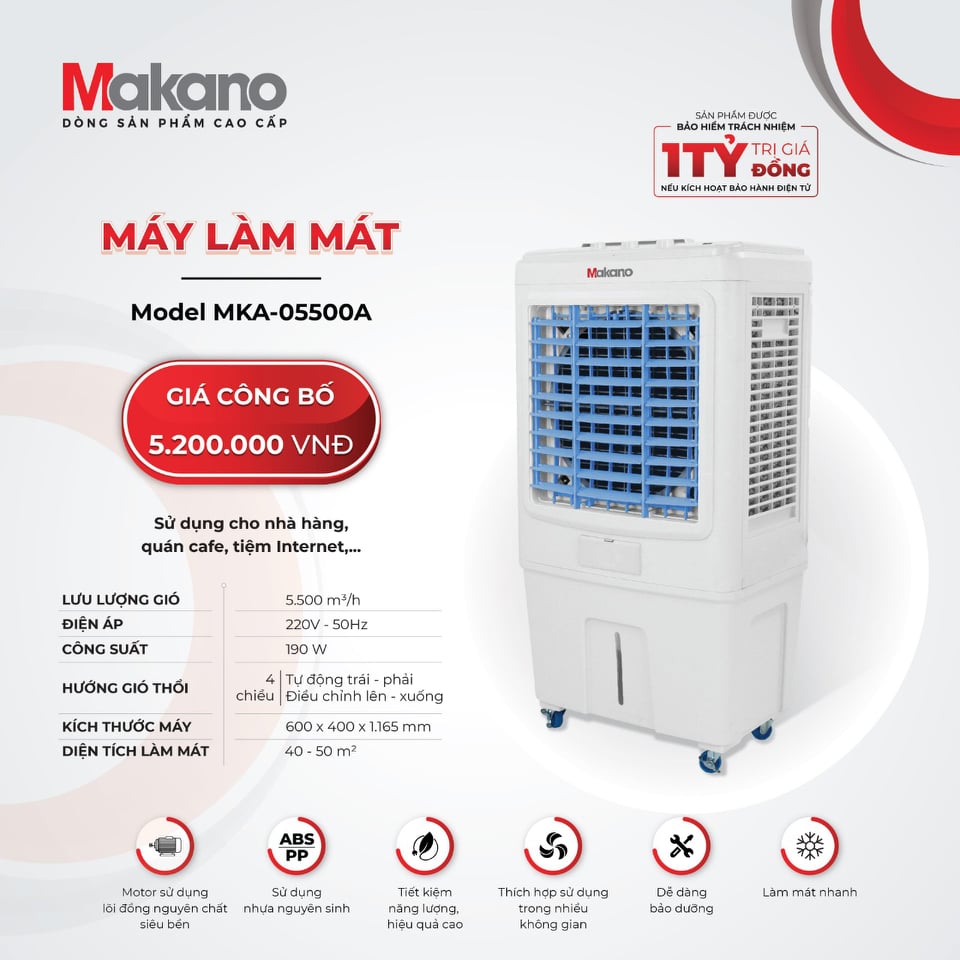 Makano
DÒNG SẢN PHẨM CAO CẤP
SẢN PHẨM ĐƯỢC
BẢO HIỂM TRÁCH NHIỆM
1TỶ TRỊ GIÁ
ĐỒNG
NẾU KÍCH HOẠT BẢO HÀNH ĐIỆN TỬ
MÁY LÀM MÁT
Model MKA-05500A
GIÁ CÔNG BỐ
5.200.000 VNĐ
Sử dụng cho nhà hàng,
quán cafe, tiệm Internet,...
LƯU LƯỢNG GIÓ 5.500 m³/h
ĐIỆN ÁP 220V - 50Hz
CÔNG SUẤT 190 W
HƯỚNG GIÓ THỔI 4 chiều Tự động trái - phải
Điều chỉnh lên - xuống
KÍCH THƯỚC MÁY 600 x 400 x 1.165 mm
DIỆN TÍCH LÀM MÁT 40 - 50 m²
Makano
Motor sử dụng
lõi đồng nguyên chất
siêu bền
ABS
PP
Sử dụng
nhựa nguyên sinh
Tiết kiệm
năng lượng,
hiệu quả cao
Thích hợp sử dụng
trong nhiều
không gian
Dễ dàng
bảo dưỡng
Làm mát nhanh